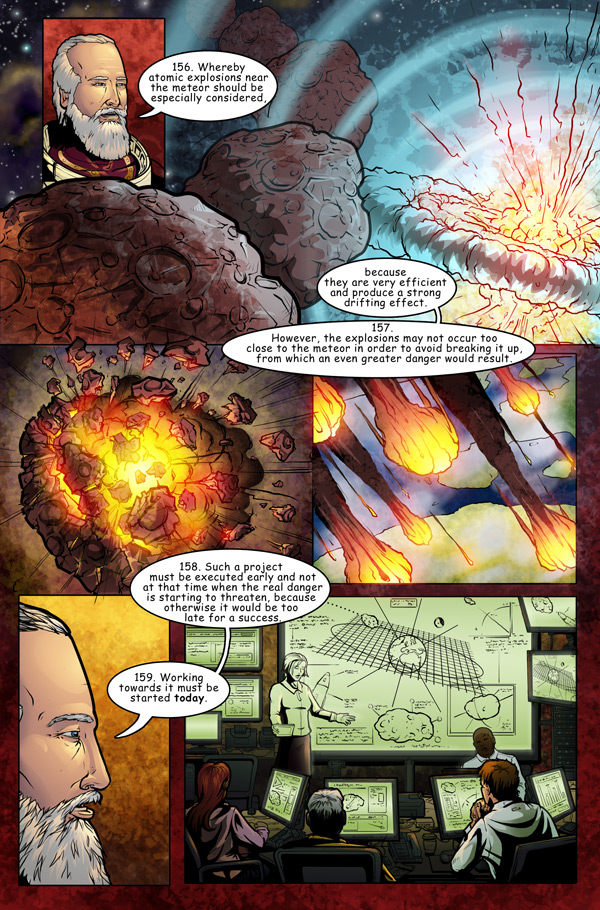 156. Whereby
atomic explosions near
the meteor should be
especially considered,
because
they are very efficient
and produce a strong
drifting effect.
157.
However, the explosions may not occur too
close to the meteor in order to avoid breaking it up,
from which an even greater danger would result.
158. Such a project
must be executed early and not
at that time when the real danger
is starting to threaten, because
otherwise it would be too
late for a success.
159. Working
towards it must be
started today.